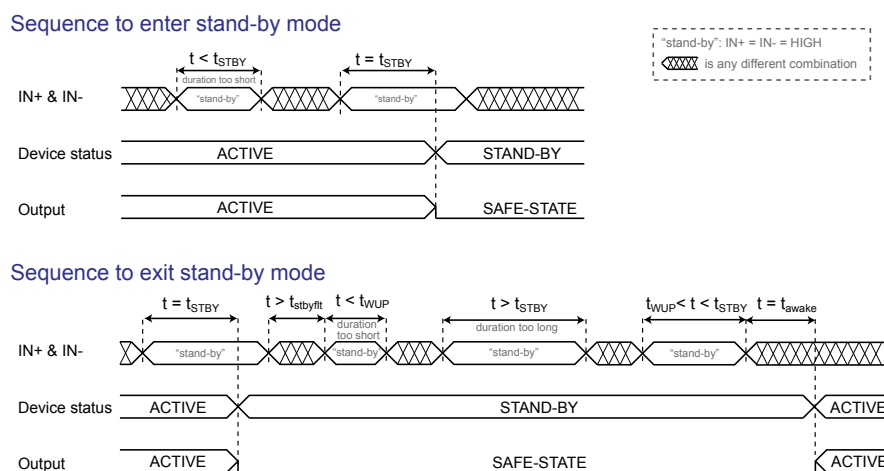 Sequence to enter stand-by mode
"stand-by": IN+ = IN- = HIGH
is any different combination
t < tSTBY
t = tSTBY
duration too short
IN+ & IN-
"stand-by"
"stand-by"
Device status
ACTIVE
STAND-BY
Output
ACTIVE
SAFE-STATE
Sequence to exit stand-by mode
t = tSTBY
t > tstbyflt
t < tWUP
t > tSTBY
tWUP< t < tSTBY
t = tawake
duration
too short
duration too long
IN+ & IN-
"stand-by"
"stand-by
"stand-by"
"stand-by"
Device status
ACTIVE
STAND-BY
ACTIVE
Output
ACTIVE
SAFE-STATE
ACTIVE